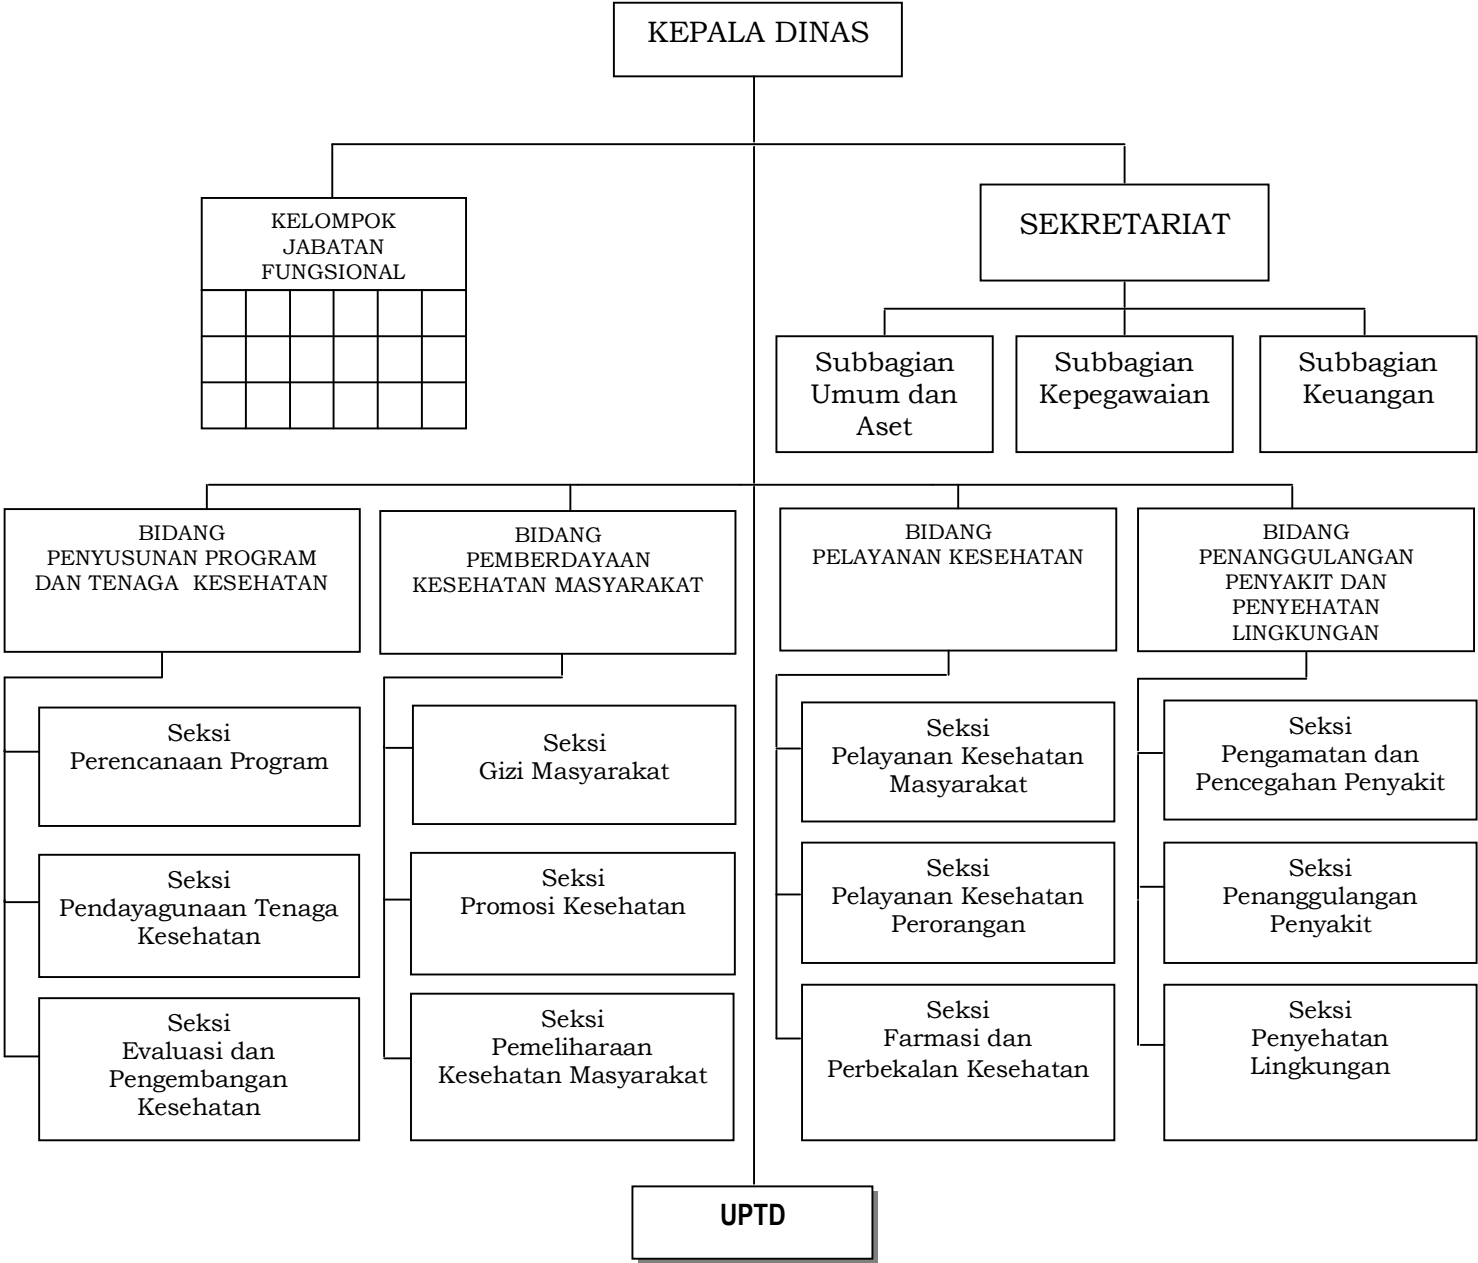 KEPALA DINAS
KELOMPOK
JABATAN
FUNGSIONAL
SEKRETARIAT
Subbagian
Umum dan
Aset
Subbagian
Kepegawaian
Subbagian
Keuangan
BIDANG
PENYUSUNAN PROGRAM
DAN TENAGA KESEHATAN
BIDANG
PEMBERDAYAAN
KESEHATAN MASYARAKAT
BIDANG
PELAYANAN KESEHATAN
BIDANG
PENANGGULANGAN
PENYAKIT DAN
PENYEHATAN
LINGKUNGAN
Seksi
Perencanaan Program
Seksi
Pendayagunaan Tenaga
Kesehatan
Seksi
Evaluasi dan
Pengembangan
Kesehatan
Seksi
Gizi Masyarakat
Seksi
Promosi Kesehatan
Seksi
Pemeliharaan
Kesehatan Masyarakat
Seksi
Pelayanan Kesehatan
Masyarakat
Seksi
Pelayanan Kesehatan
Perorangan
Seksi
Farmasi dan
Perbekalan Kesehatan
Seksi
Pengamatan dan
Pencegahan Penyakit
Seksi
Penanggulangan
Penyakit
Seksi
Penyehatan
Lingkungan
UPTD